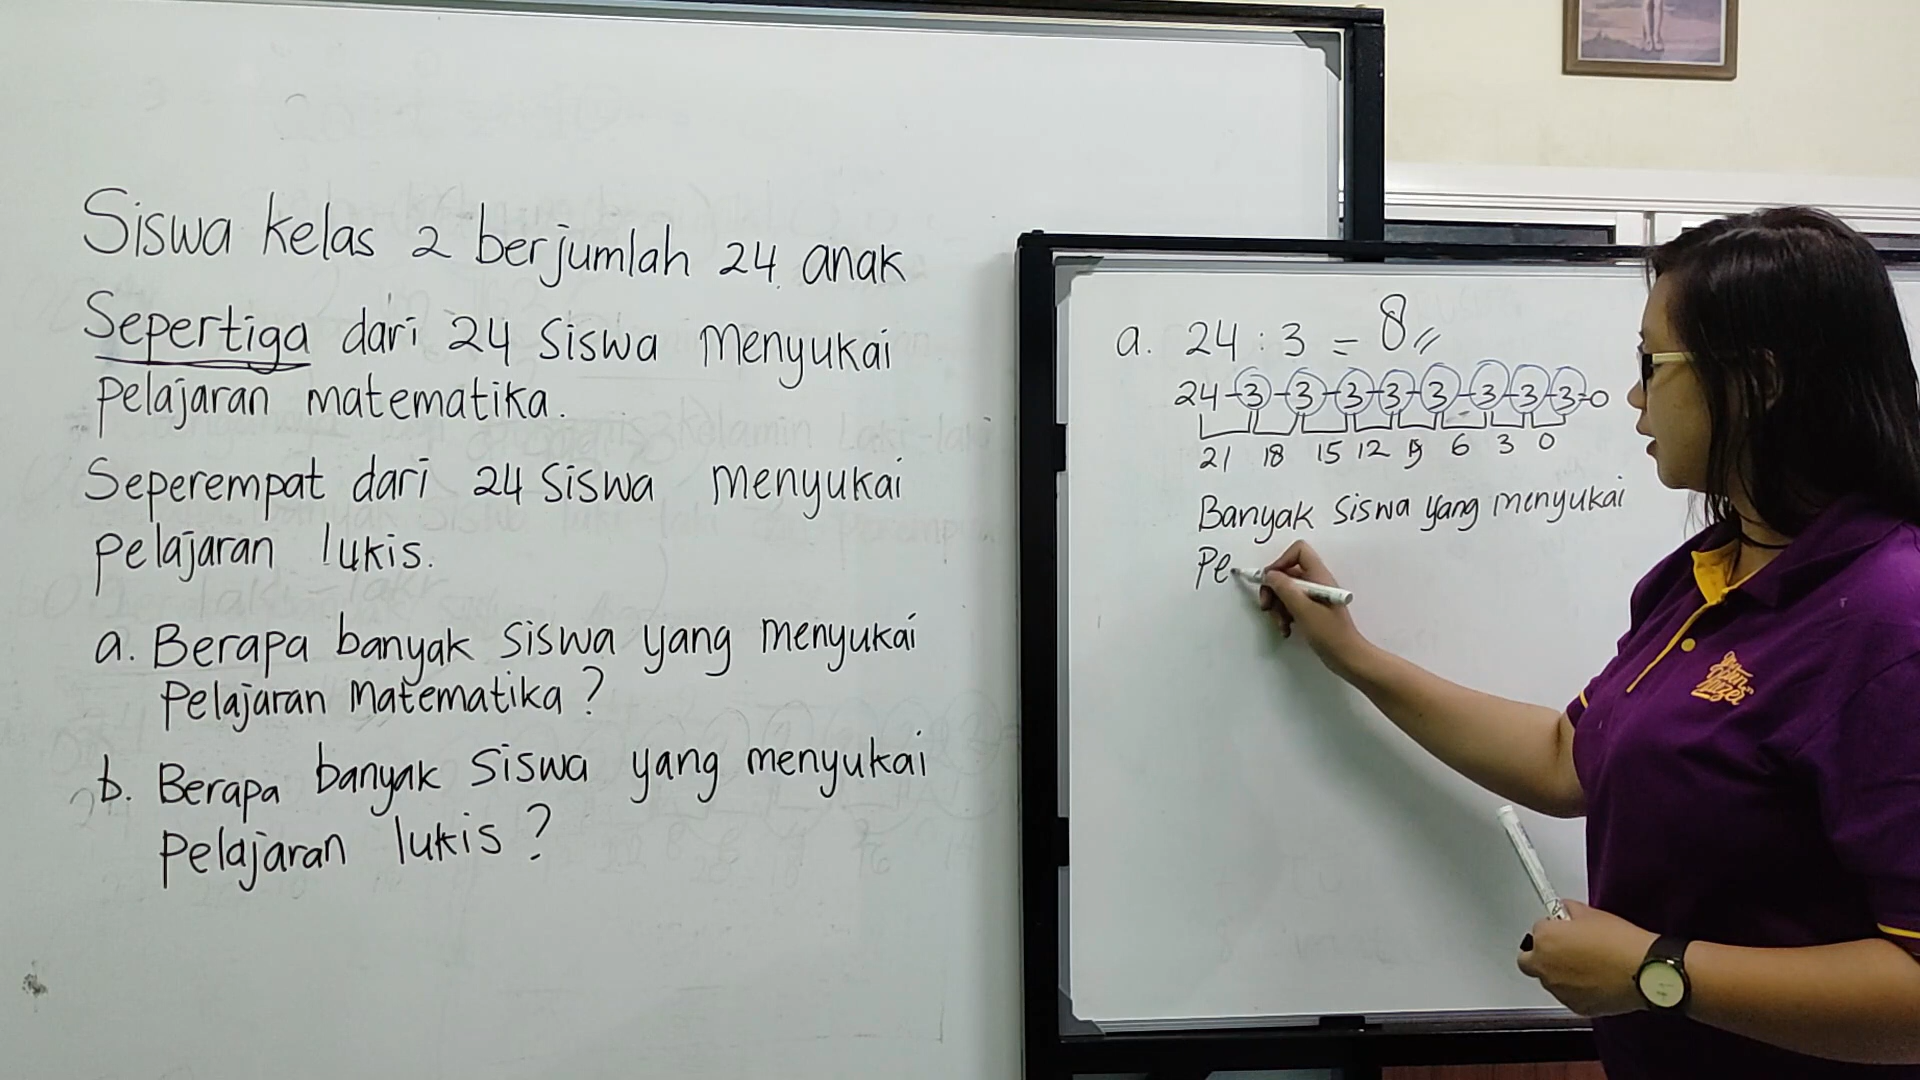 Siswa kelas 2 berjumlah 24 anak
Sepertiga dari 24 siswa menyukai
pelajaran matematika.
Seperempat dari 24 siswa menyukai
pelajaran lukis.
a. Berapa banyak siswa yang menyukai
pelajaran matematika?
b. Berapa banyak siswa yang menyukai
pelajaran lukis?
a. 24 : 3 = 8
24-3-3-3-3-3-3-3-3=0
21 18 15 12 9 6 3 0
Banyak siswa yang menyukai
Pe